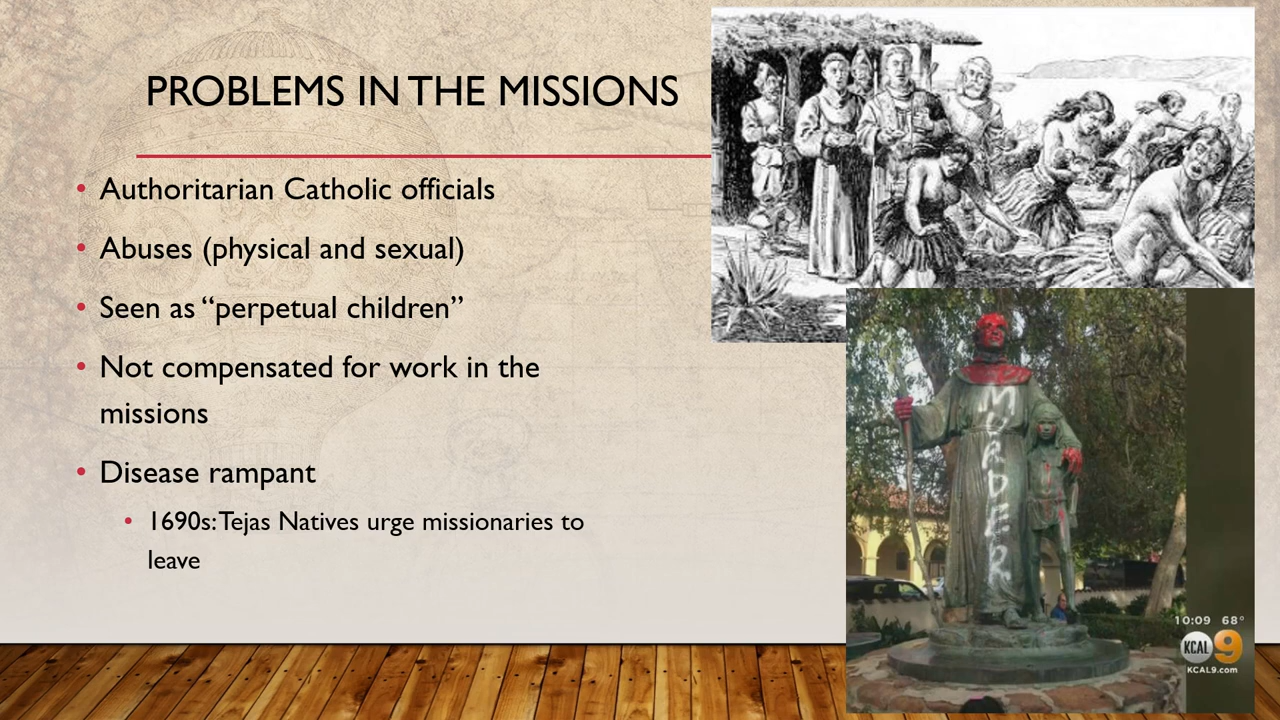 PROBLEMS IN THE MISSIONS
• Authoritarian Catholic officials
• Abuses (physical and sexual)
• Seen as “perpetual children”
• Not compensated for work in the
missions
• Disease rampant
• 1690s: Tejas Natives urge missionaries to
leave
MURDER
10:09 68°
KCAL 9
KCAL9.com